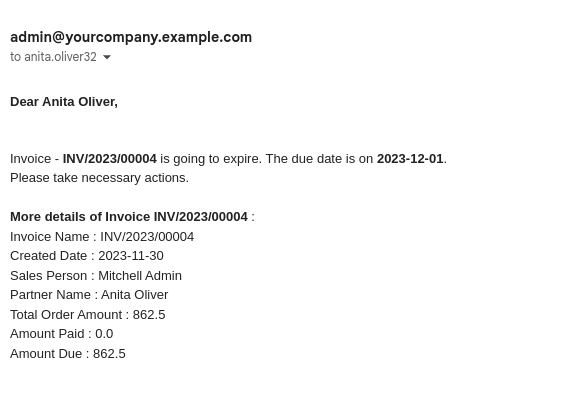 admin@yourcompany.example.com
to anita.oliver32
Dear Anita Oliver,
Invoice - INV/2023/00004 is going to expire. The due date is on 2023-12-01.
Please take necessary actions.
More details of Invoice INV/2023/00004 :
Invoice Name : INV/2023/00004
Created Date : 2023-11-30
Sales Person : Mitchell Admin
Partner Name : Anita Oliver
Total Order Amount : 862.5
Amount Paid : 0.0
Amount Due : 862.5